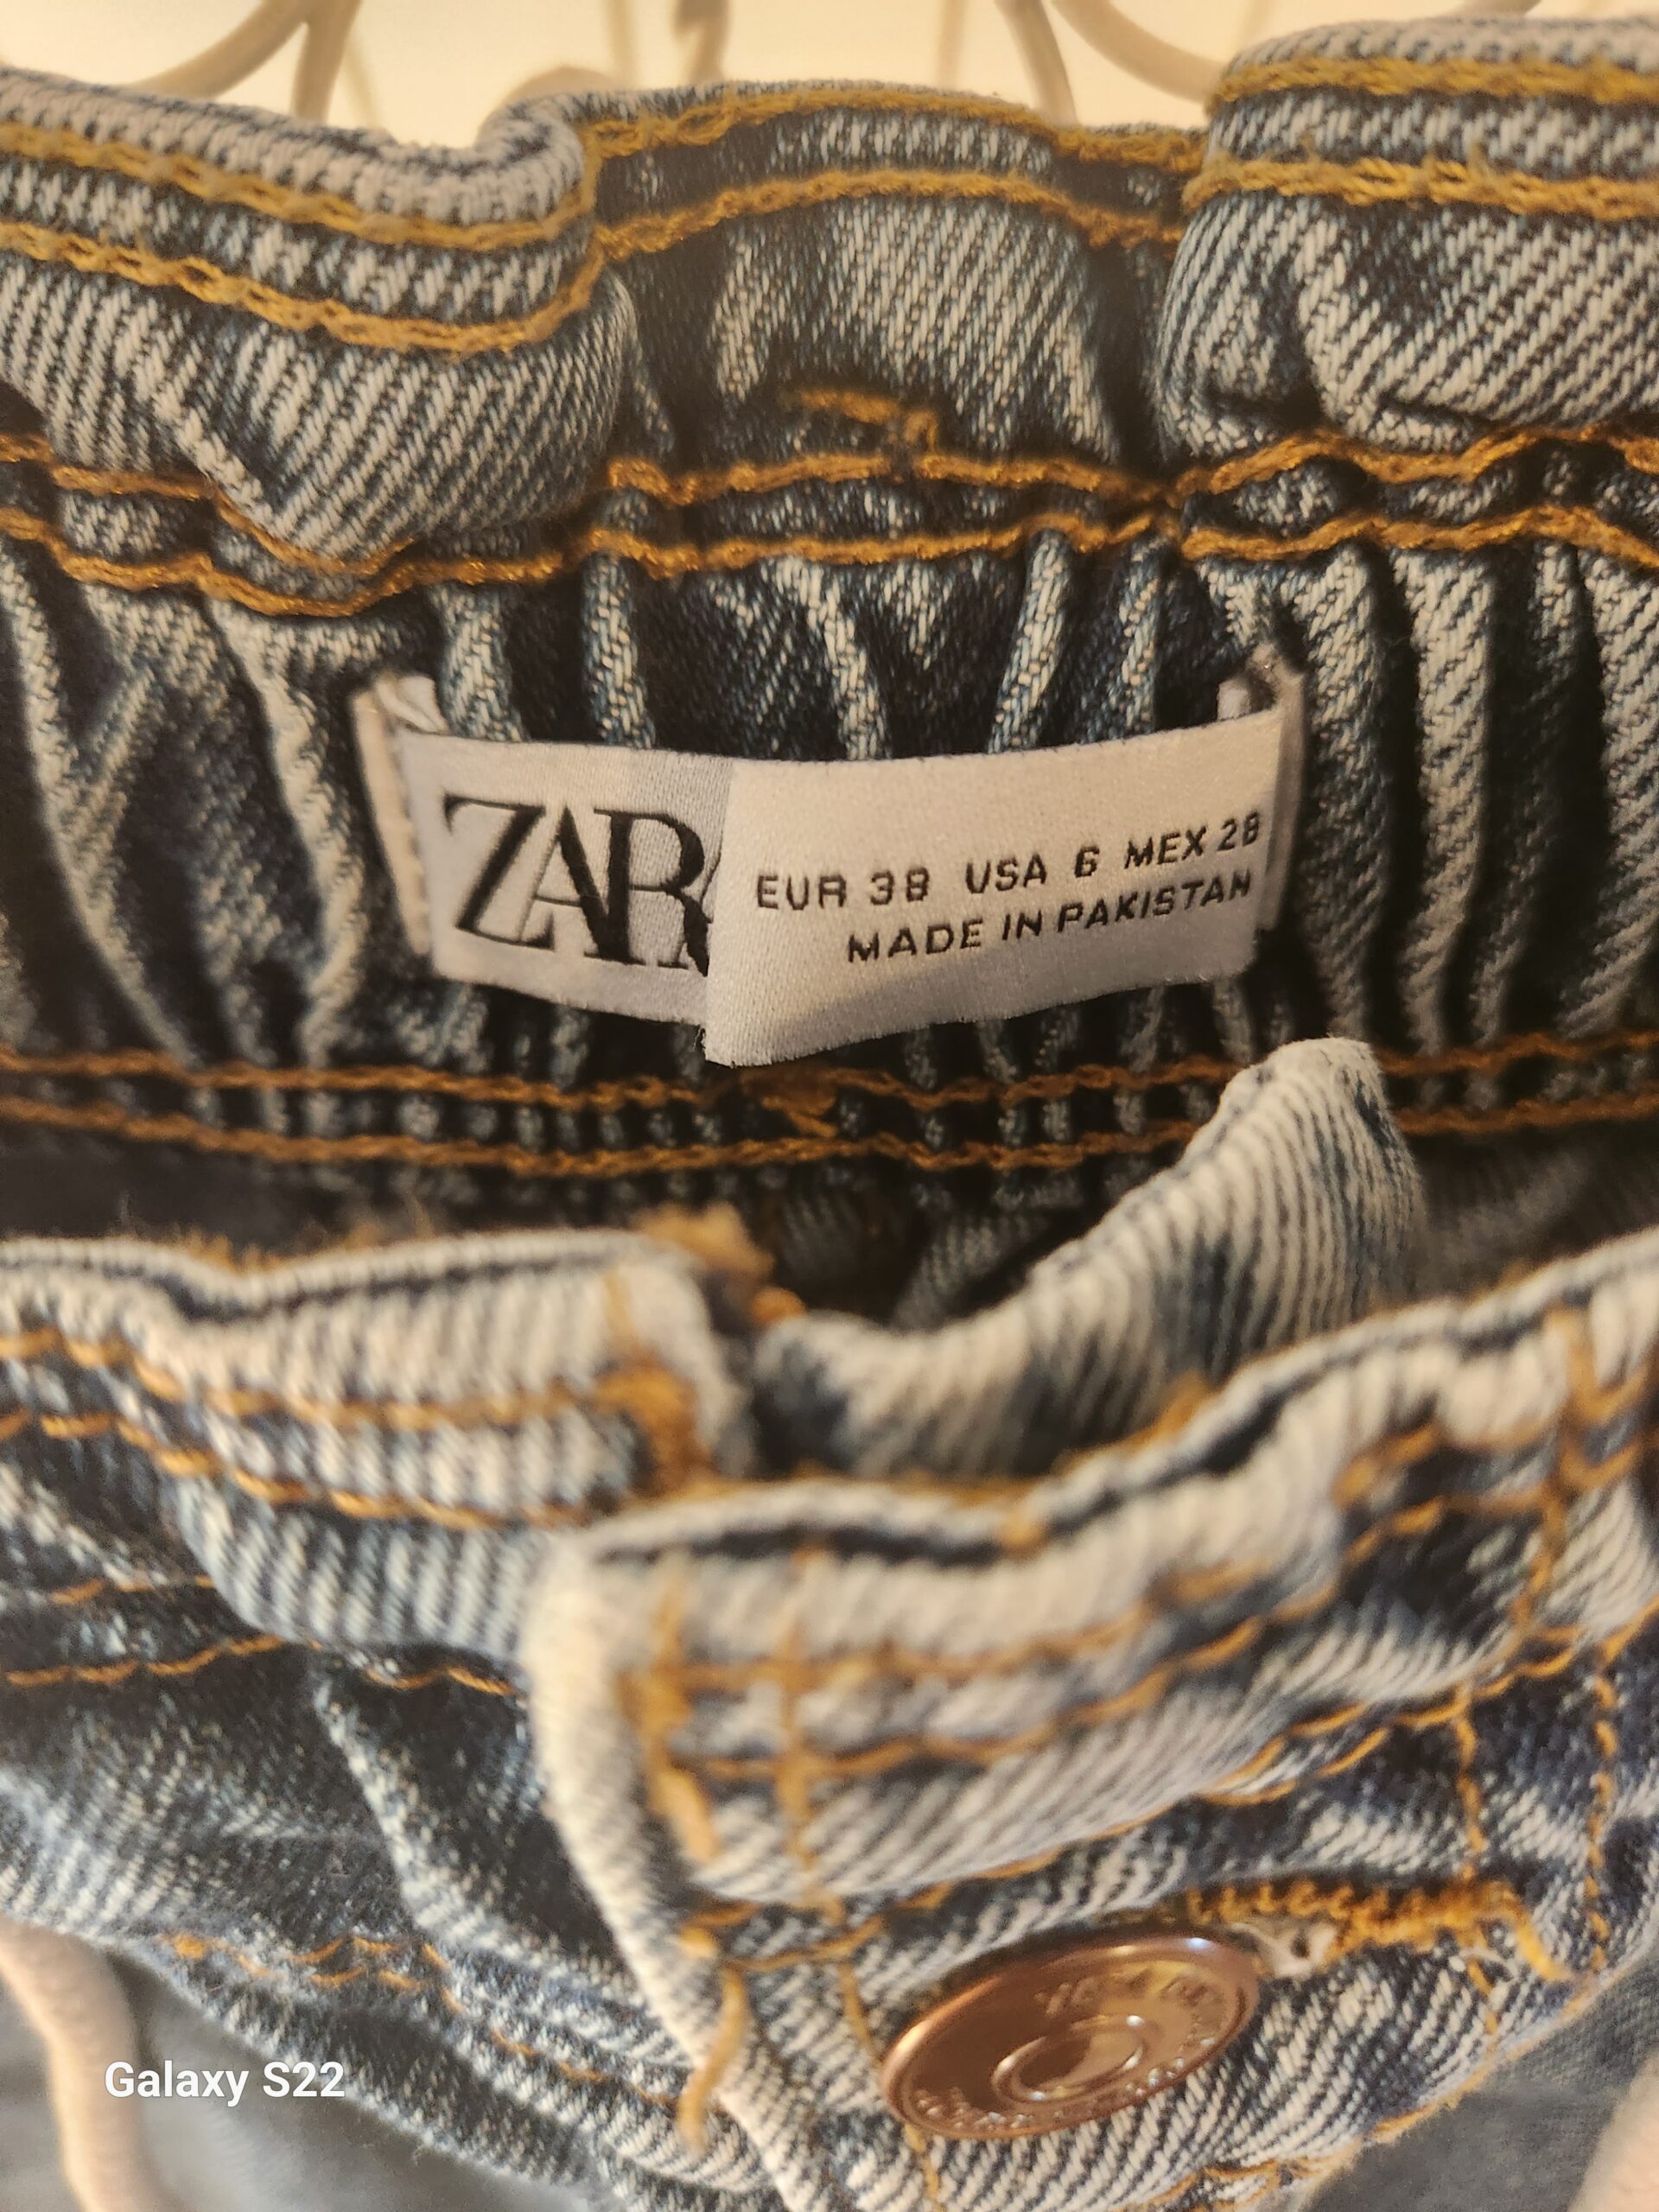 ZAR
EUR 38 USA 6 MEX 28
MADE IN PAKISTAN
Galaxy S22